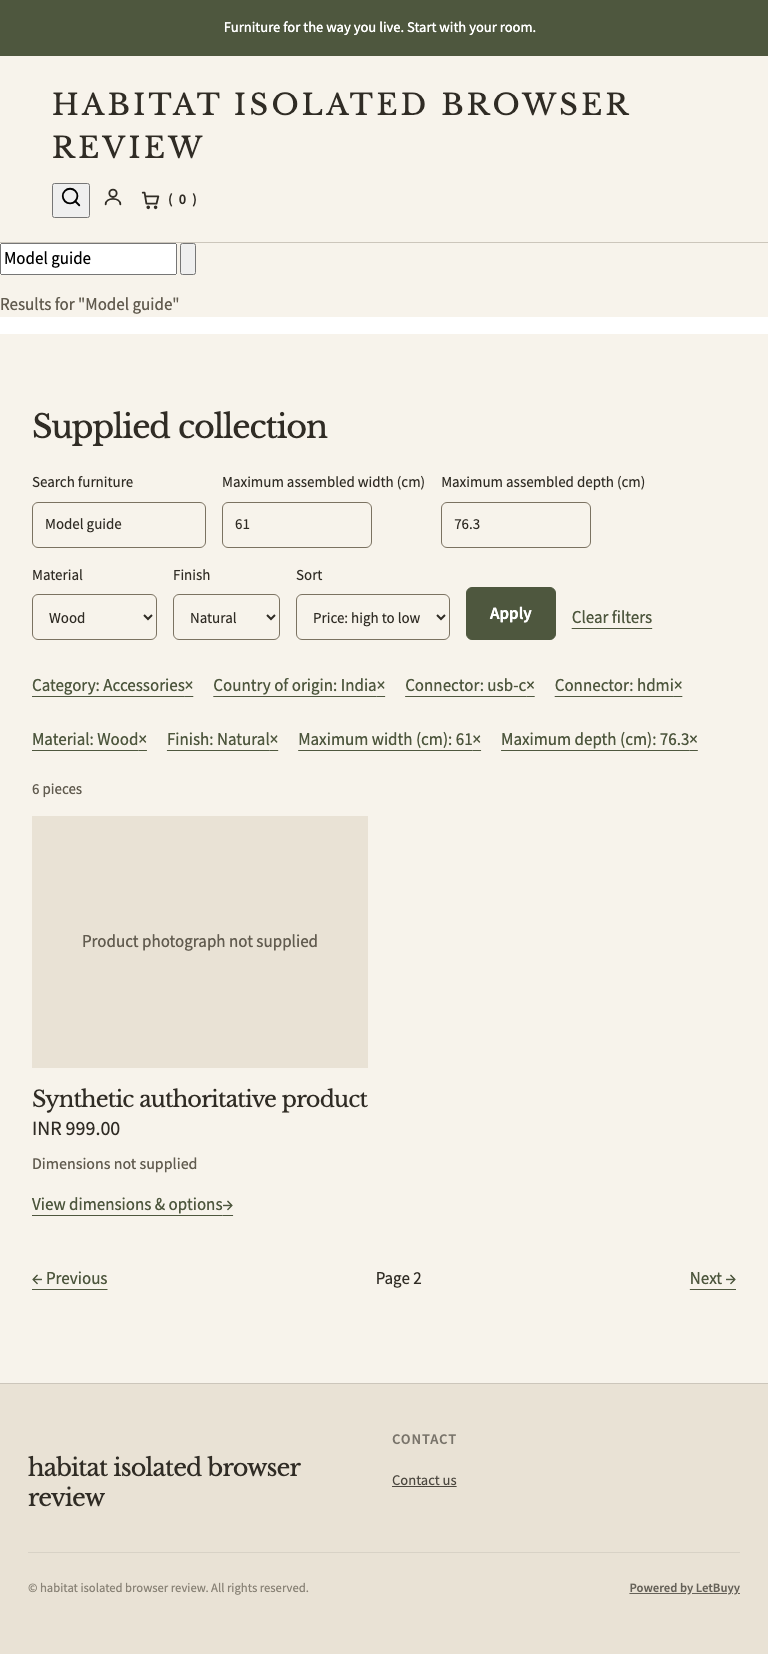 Furniture for the way you live. Start with your room.
HABITAT ISOLATED BROWSER
REVIEW
( 0 )
Model guide
Results for "Model guide"
Supplied collection
Search furniture Maximum assembled width (cm) Maximum assembled depth (cm)
Model guide 61 76.3
Material Finish Sort
Wood Natural Price: high to low Apply Clear filters
Category: Accessories× Country of origin: India× Connector: usb-c× Connector: hdmi×
Material: Wood× Finish: Natural× Maximum width (cm): 61× Maximum depth (cm): 76.3×
6 pieces
Product photograph not supplied
Synthetic authoritative product
INR 999.00
Dimensions not supplied
View dimensions & options→
← Previous Page 2 Next →
CONTACT
habitat isolated browser
review
Contact us
© habitat isolated browser review. All rights reserved. Powered by LetBuyy